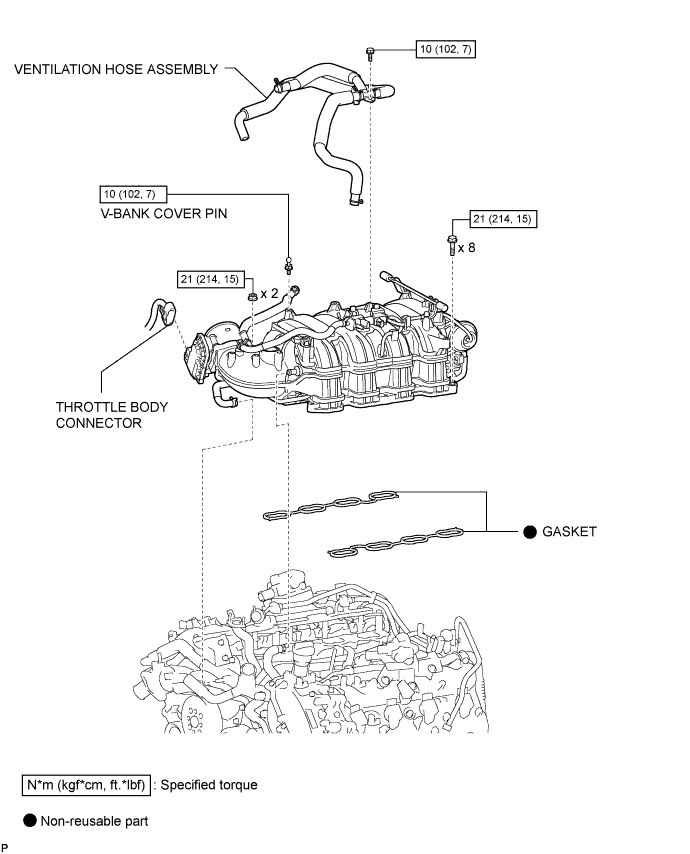 10 (102, 7)
VENTILATION HOSE ASSEMBLY
10 (102, 7)
V-BANK COVER PIN
21 (214, 15)
x 8
21 (214, 15)
x 2
THROTTLE BODY
CONNECTOR
GASKET
N*m (kgf*cm, ft.*lbf) : Specified torque
Non-reusable part
P